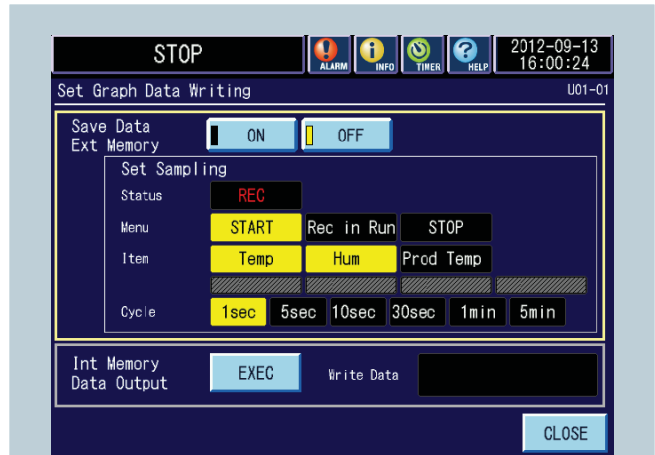 STOP ALARM INFO TIMER HELP 2012-09-13
16:00:24
Set Graph Data Writing U01-01
Save Data
Ext Memory ON OFF
Set Sampling
Status REC
Menu START Rec in Run STOP
Item Temp Hum Prod Temp
Cycle 1sec 5sec 10sec 30sec 1min 5min
Int Memory
Data Output EXEC Write Data
CLOSE